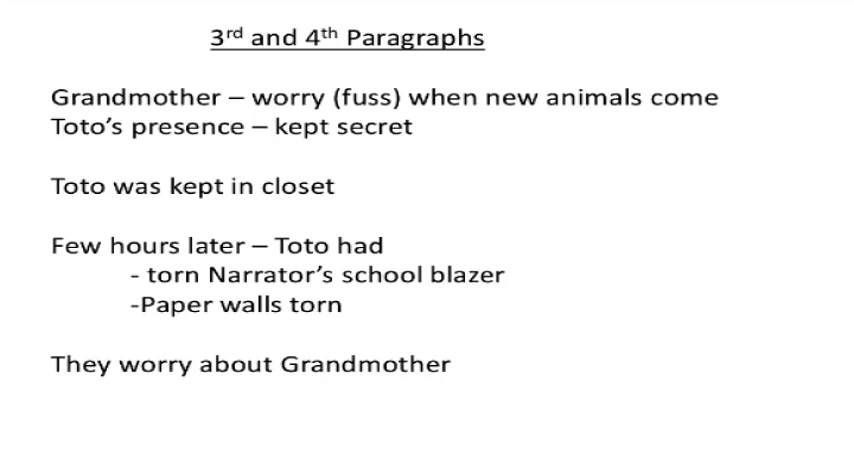 3rd and 4th Paragraphs
Grandmother – worry (fuss) when new animals come
Toto's presence – kept secret
Toto was kept in closet
Few hours later – Toto had
- torn Narrator's school blazer
-Paper walls torn
They worry about Grandmother